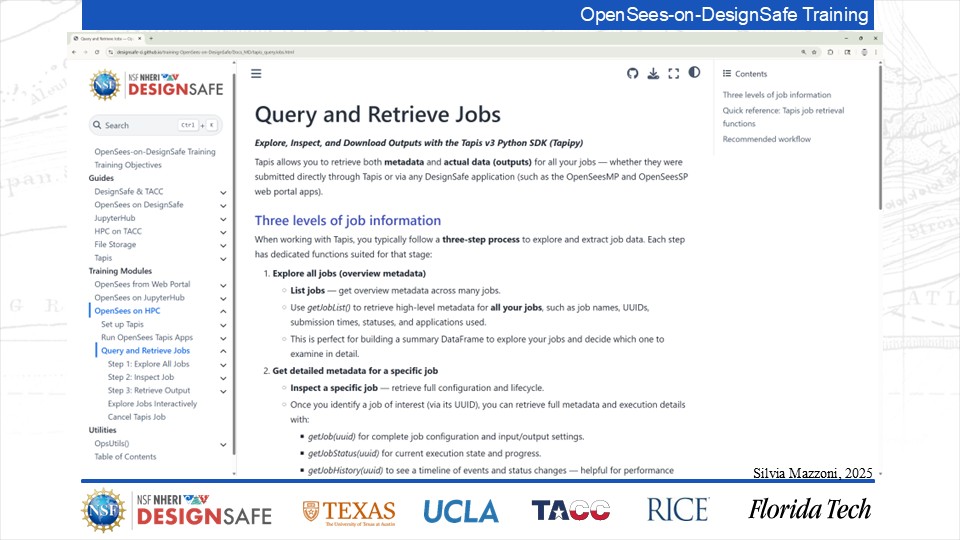 OpenSees-on-DesignSafe Training
Query and Retrieve Jobs — Op
designsafe-ci.github.io/training-OpenSees-on-DesignSafe/Docs_MD/tapis_queryJobs.html
NSF NHERI
DESIGNSAFE
Search
Ctrl + K
OpenSees-on-DesignSafe Training
Training Objectives
Guides
DesignSafe & TACC
OpenSees on DesignSafe
JupyterHub
HPC on TACC
File Storage
Tapis
Training Modules
OpenSees from Web Portal
OpenSees on JupyterHub
OpenSees on HPC
Set up Tapis
Run OpenSees Tapis Apps
Query and Retrieve Jobs
Step 1: Explore All Jobs
Step 2: Inspect Job
Step 3: Retrieve Output
Explore Jobs Interactively
Cancel Tapis Job
Utilities
OpsUtils()
Table of Contents
Query and Retrieve Jobs
Explore, Inspect, and Download Outputs with the Tapis v3 Python SDK (Tapipy)
Tapis allows you to retrieve both metadata and actual data (outputs) for all your jobs — whether they were
submitted directly through Tapis or via any DesignSafe application (such as the OpenSeesMP and OpenSeesSP
web portal apps).
Three levels of job information
When working with Tapis, you typically follow a three-step process to explore and extract job data. Each step
has dedicated functions suited for that stage:
1. Explore all jobs (overview metadata)
List jobs — get overview metadata across many jobs.
Use getJobList() to retrieve high-level metadata for all your jobs, such as job names, UUIDs,
submission times, statuses, and applications used.
This is perfect for building a summary DataFrame to explore your jobs and decide which one to
examine in detail.
2. Get detailed metadata for a specific job
Inspect a specific job — retrieve full configuration and lifecycle.
Once you identify a job of interest (via its UUID), you can retrieve full metadata and execution details
with:
getJob(uuid) for complete job configuration and input/output settings.
getJobStatus(uuid) for current execution state and progress.
getJobHistory(uuid) to see a timeline of events and status changes — helpful for performance
Contents
Three levels of job information
Quick reference: Tapis job retrieval
functions
Recommended workflow
Silvia Mazzoni, 2025
NSF NHERI
DESIGNSAFE
TEXAS
The University of Texas at Austin
UCLA
TACC
RICE
Florida Tech